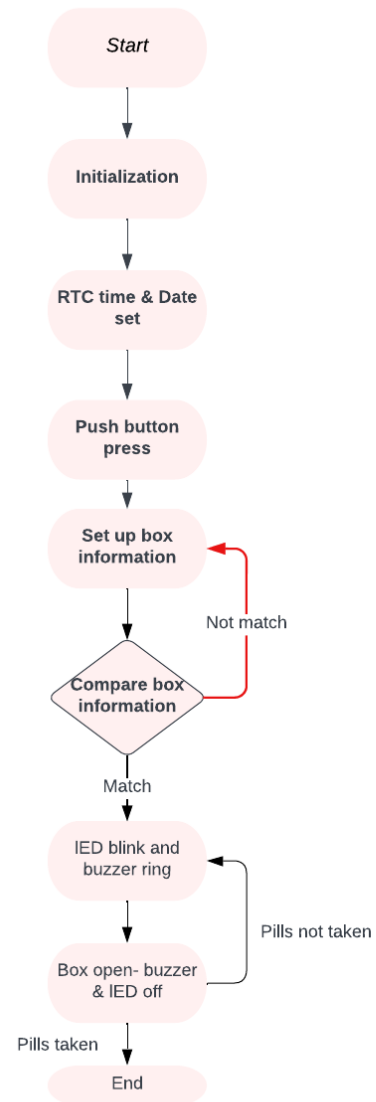 Start
Initialization
RTC time & Date
set
Push button
press
Set up box
information
Not match
Compare box
information
Match
lED blink and
buzzer ring
Pills not taken
Box open- buzzer
& lED off
Pills taken
End